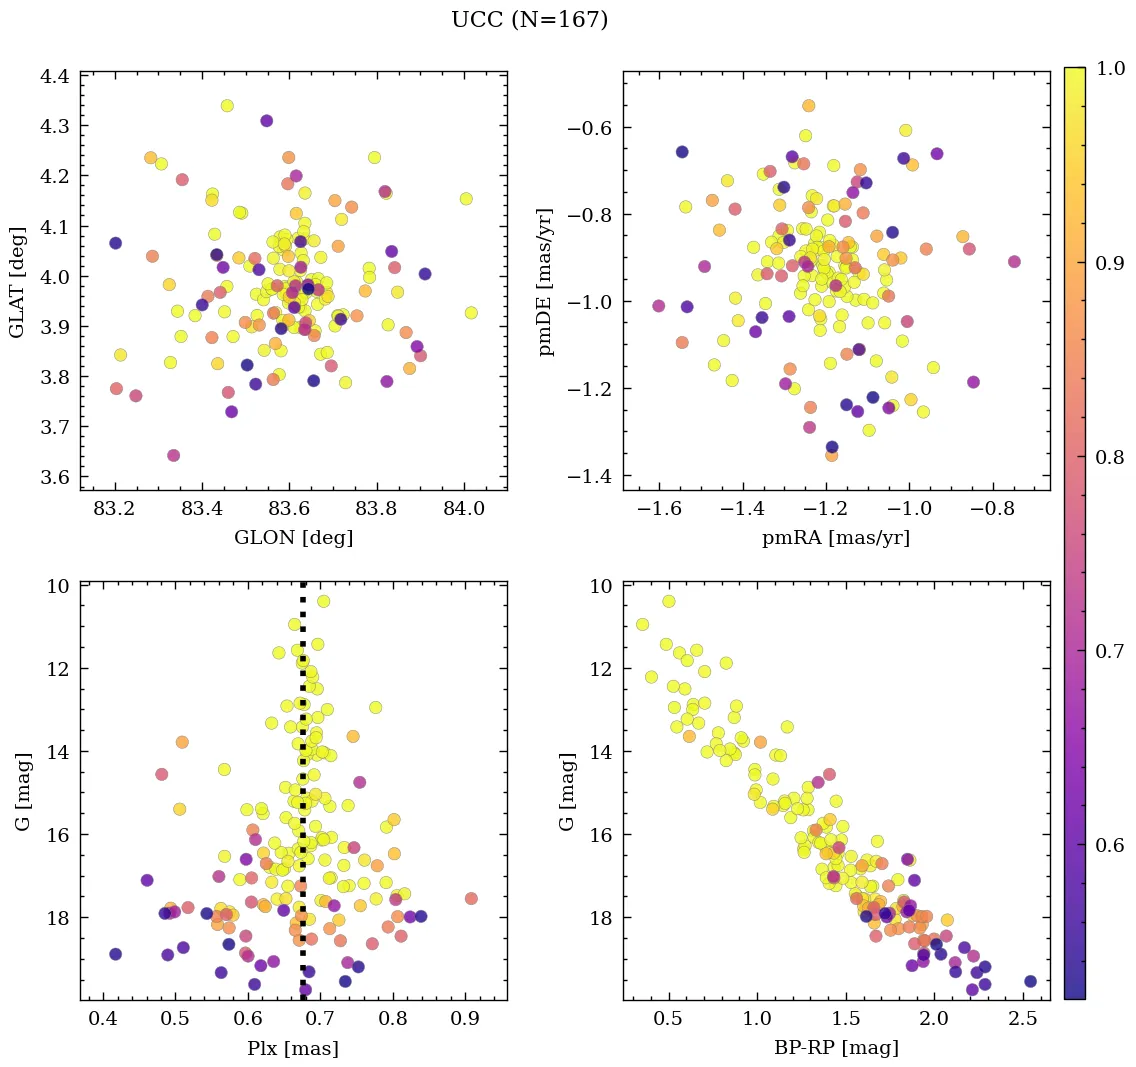 UCC (N=167)
4.4
4.3
4.2
4.1
4.0
3.9
3.8
3.7
3.6
GLAT [deg]
83.2 83.4 83.6 83.8 84.0
GLON [deg]
−0.6
−0.8
−1.0
−1.2
−1.4
pmDE [mas/yr]
−1.6 −1.4 −1.2 −1.0 −0.8
pmRA [mas/yr]
1.0
0.9
0.8
0.7
0.6
10
12
14
16
18
G [mag]
0.4 0.5 0.6 0.7 0.8 0.9
Plx [mas]
10
12
14
16
18
G [mag]
0.5 1.0 1.5 2.0 2.5
BP-RP [mag]